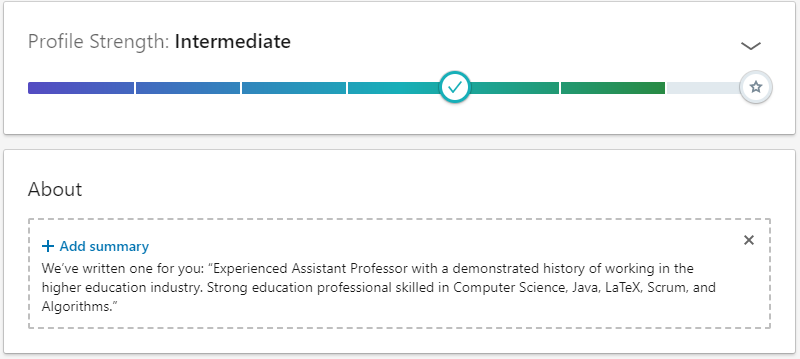 Profile Strength: Intermediate
About
Add summary
We've written one for you: “Experienced Assistant Professor with a demonstrated history of working in the
higher education industry. Strong education professional skilled in Computer Science, Java, LaTeX, Scrum, and
Algorithms.”